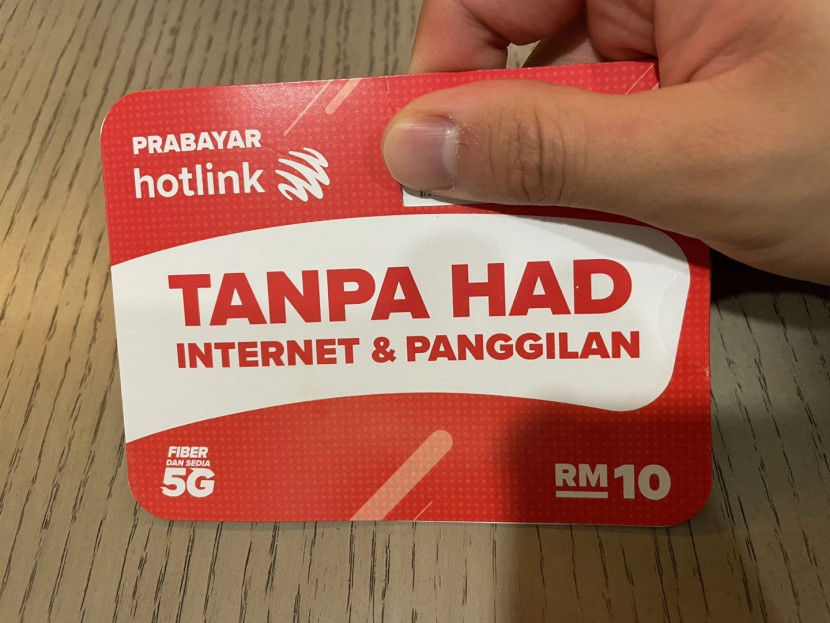 PRABAYAR
hotlink
TANPA HAD
INTERNET & PANGGILAN
FIBER
DAN SEDIA
5G
RM10